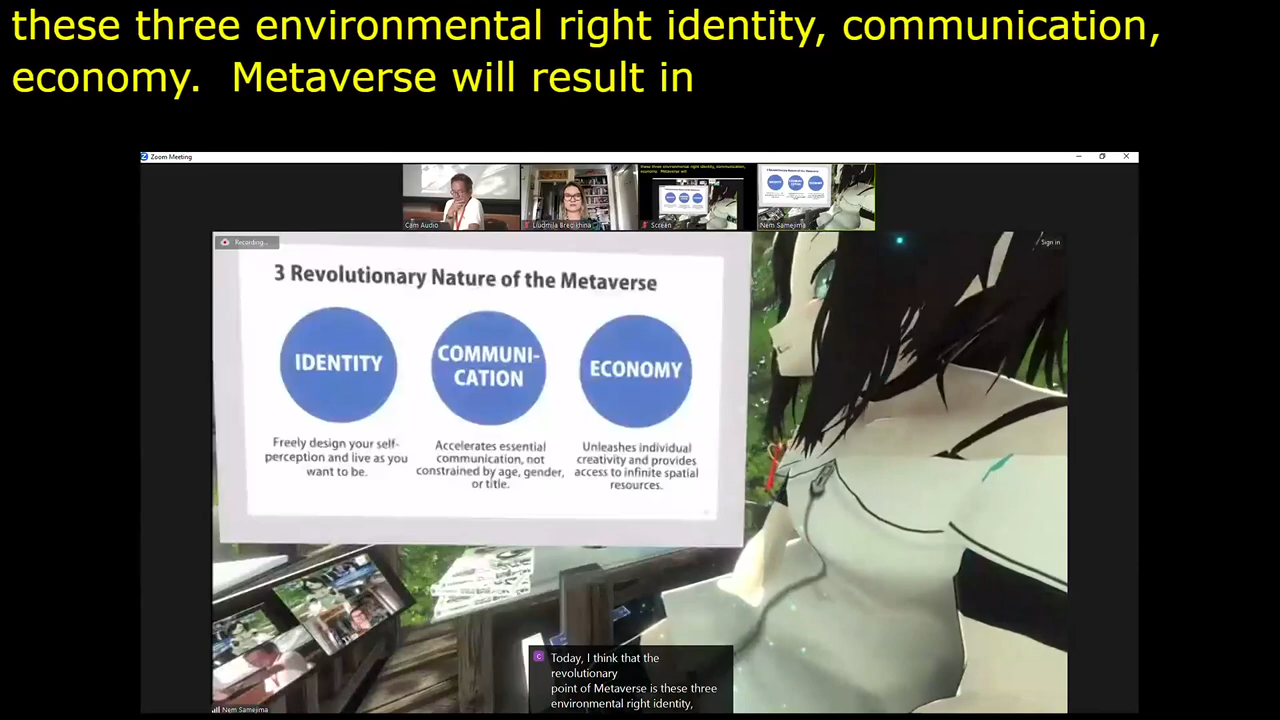 these three environmental right identity, communication,
economy.  Metaverse will result in
Zoom Meeting
Cam Audio
Liudmila Bredikhina
Screen
Nem Samejima
Recording...
Sign in
3 Revolutionary Nature of the Metaverse
IDENTITY
COMMUNI-
CATION
ECONOMY
Freely design your self-
perception and live as you
want to be.
Accelerates essential
communication, not
constrained by age, gender,
or title.
Unleashes individual
creativity and provides
access to infinite spatial
resources.
C
Today, I think that the
revolutionary
point of Metaverse is these three
environmental right identity,
Nem Samejima